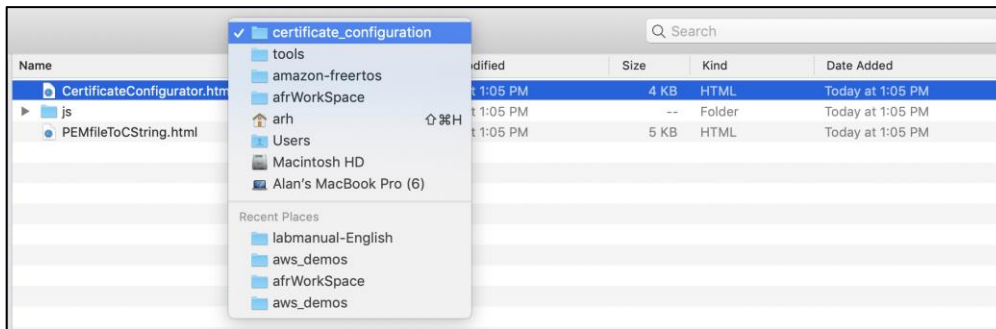 certificate_configuration
Search
Name
Size
Kind
Date Added
tools
CertificateConfigurator.htm
1:05 PM
4 KB
HTML
Today at 1:05 PM
amazon-freertos
afrWorkSpace
js
1:05 PM
--
Folder
Today at 1:05 PM
arh ⇧⌘H
PEMfileToCString.html
1:05 PM
5 KB
HTML
Today at 1:05 PM
Users
Macintosh HD
Alan's MacBook Pro (6)
Recent Places
labmanual-English
aws_demos
afrWorkSpace
aws_demos